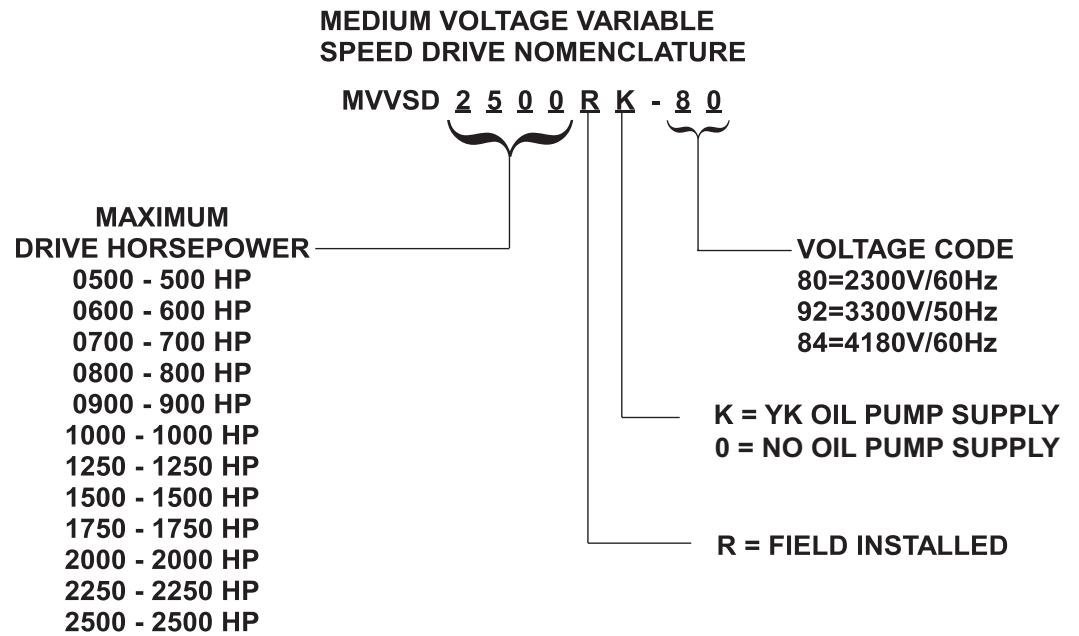 MEDIUM VOLTAGE VARIABLE
SPEED DRIVE NOMENCLATURE
MVVSD 2 5 0 0 R K - 8 0
MAXIMUM
DRIVE HORSEPOWER
0500 - 500 HP
0600 - 600 HP
0700 - 700 HP
0800 - 800 HP
0900 - 900 HP
1000 - 1000 HP
1250 - 1250 HP
1500 - 1500 HP
1750 - 1750 HP
2000 - 2000 HP
2250 - 2250 HP
2500 - 2500 HP
VOLTAGE CODE
80=2300V/60Hz
92=3300V/50Hz
84=4180V/60Hz
K = YK OIL PUMP SUPPLY
0 = NO OIL PUMP SUPPLY
R = FIELD INSTALLED